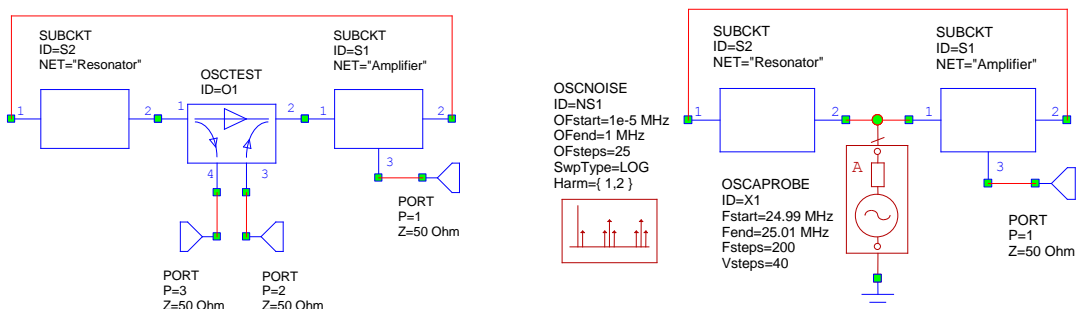 SUBCKT
ID=S2
NET="Resonator"
SUBCKT
ID=S1
NET="Amplifier"
OSCTEST
ID=O1
1
2
1
2
1
2
4
3
3
PORT
P=1
Z=50 Ohm
PORT
P=3
Z=50 Ohm
PORT
P=2
Z=50 Ohm
SUBCKT
ID=S2
NET="Resonator"
SUBCKT
ID=S1
NET="Amplifier"
OSCNOISE
ID=NS1
OFstart=1e-5 MHz
OFend=1 MHz
OFsteps=25
SwpType=LOG
Harm={ 1,2 }
1
2
1
2
3
A
OSCAPROBE
ID=X1
Fstart=24.99 MHz
Fend=25.01 MHz
Fsteps=200
Vsteps=40
PORT
P=1
Z=50 Ohm